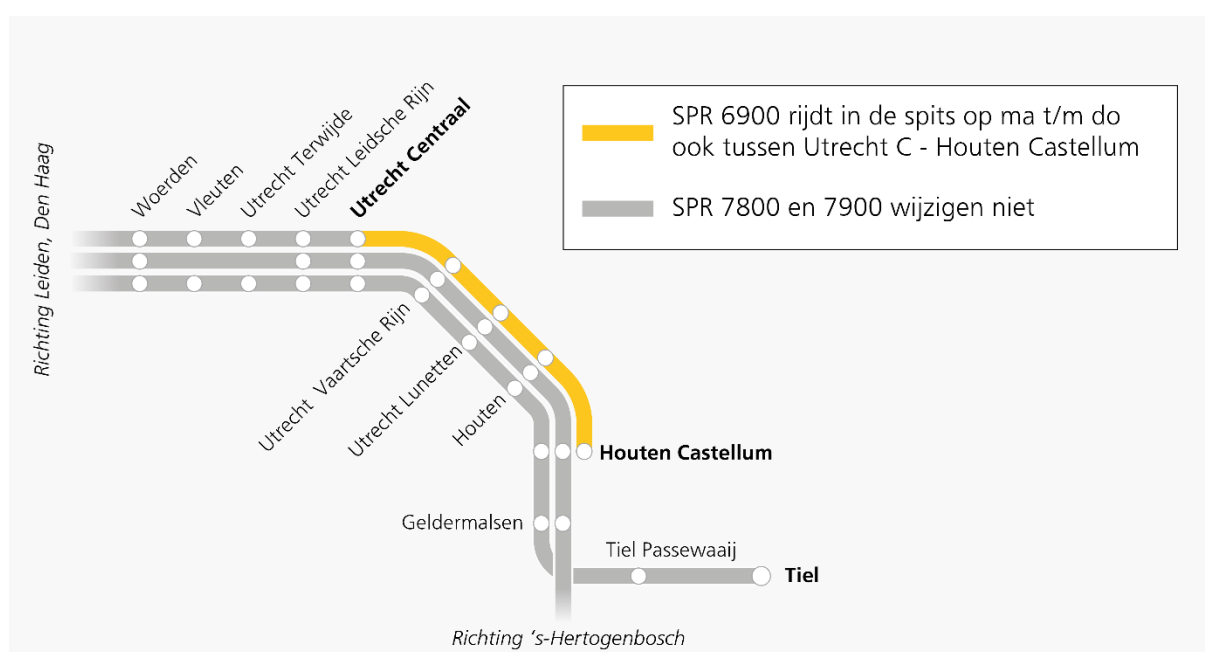 SPR 6900 rijdt in de spits op ma t/m do
ook tussen Utrecht C - Houten Castellum
SPR 7800 en 7900 wijzigen niet
Richting Leiden, Den Haag
Woerden
Vleuten
Utrecht Terwijde
Utrecht Leidsche Rijn
Utrecht Centraal
Utrecht Vaartsche Rijn
Utrecht Lunetten
Houten
Houten Castellum
Geldermalsen
Tiel Passewaaij
Tiel
Richting 's-Hertogenbosch